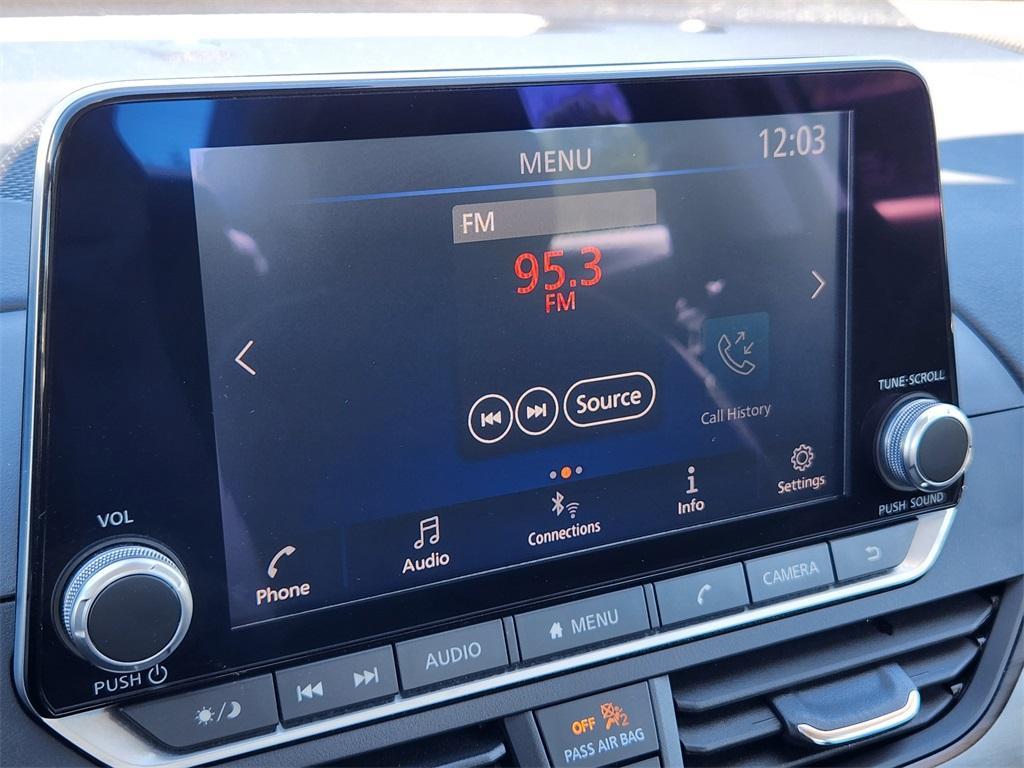 MENU
12:03
FM
95.3
FM
Source
Call History
Phone
Audio
Connections
Info
Settings
TUNE·SCROLL
PUSH SOUND
VOL
PUSH
AUDIO
MENU
CAMERA
OFF 2
PASS AIR BAG